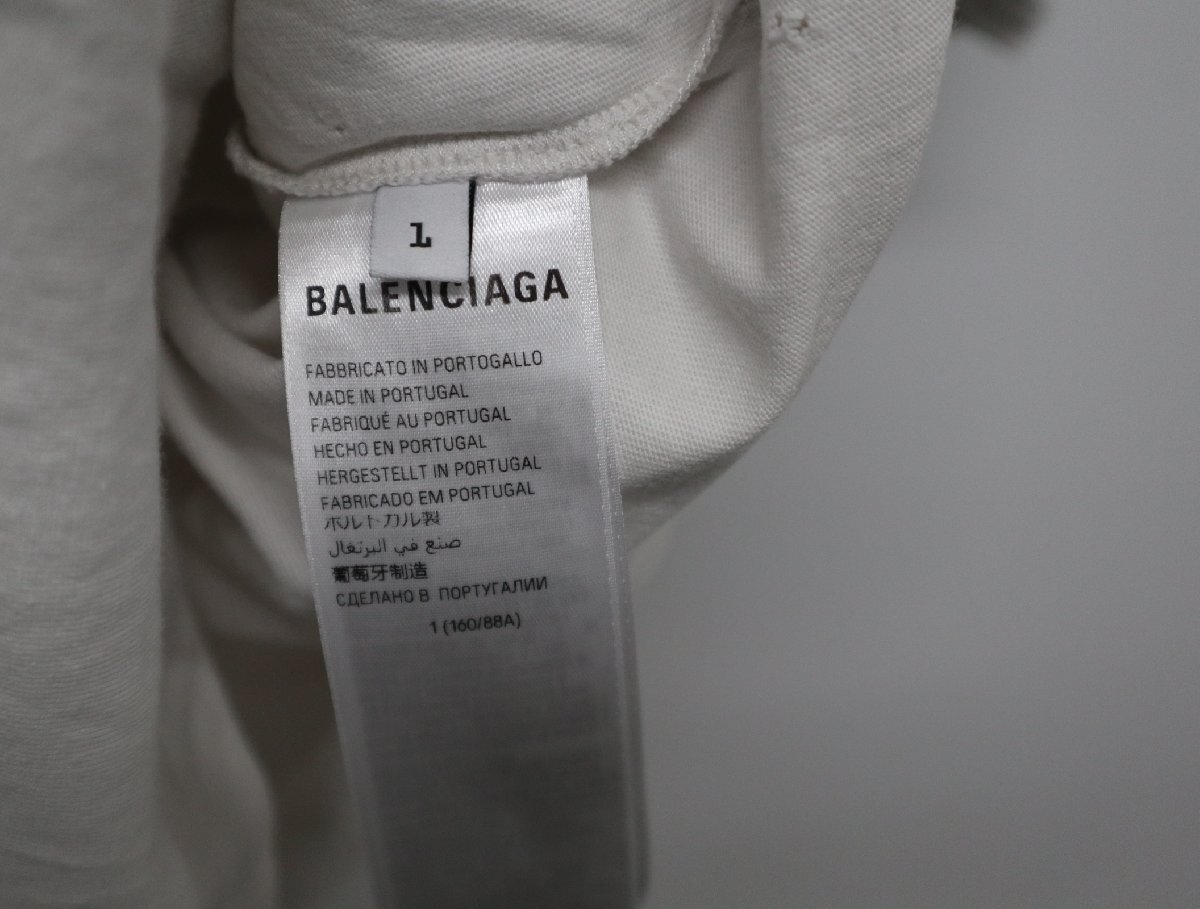 1
BALENCIAGA
FABBRICATO IN PORTOGALLO
MADE IN PORTUGAL
FABRIQUÉ AU PORTUGAL
HECHO EN PORTUGAL
HERGESTELLT IN PORTUGAL
FABRICADO EM PORTUGAL
ポルトガル製
صنع في البرتغال
葡萄牙制造
СДЕЛАНО В ПОРТУГАЛИИ
1 (160/88A)